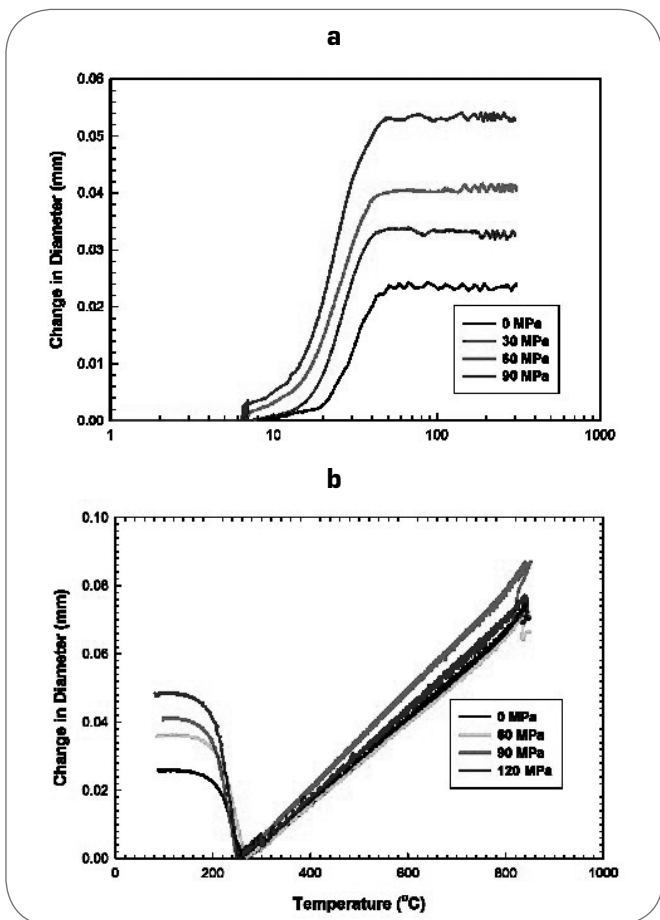 a
0.06
0.05
0.04
0.03
0.02
0.01
0.00
Change in Diameter (mm)
0 MPa
30 MPa
60 MPa
90 MPa
1 10 100 1000
b
0.10
0.08
0.06
0.04
0.02
0.00
Change in Diameter (mm)
0 MPa
60 MPa
90 MPa
120 MPa
0 200 400 600 800 1000
Temperature (°C)